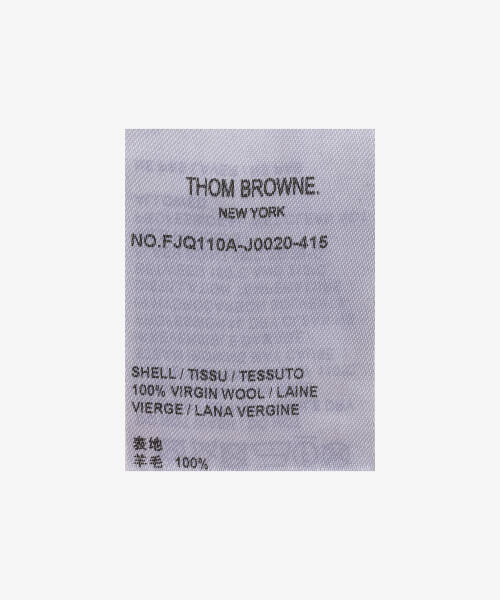 THOM BROWNE.
NEW YORK
NO.FJQ110A-J0020-415
SHELL / TISSU / TESSUTO
100% VIRGIN WOOL / LAINE
VIERGE / LANA VERGINE
表地
羊毛 100%